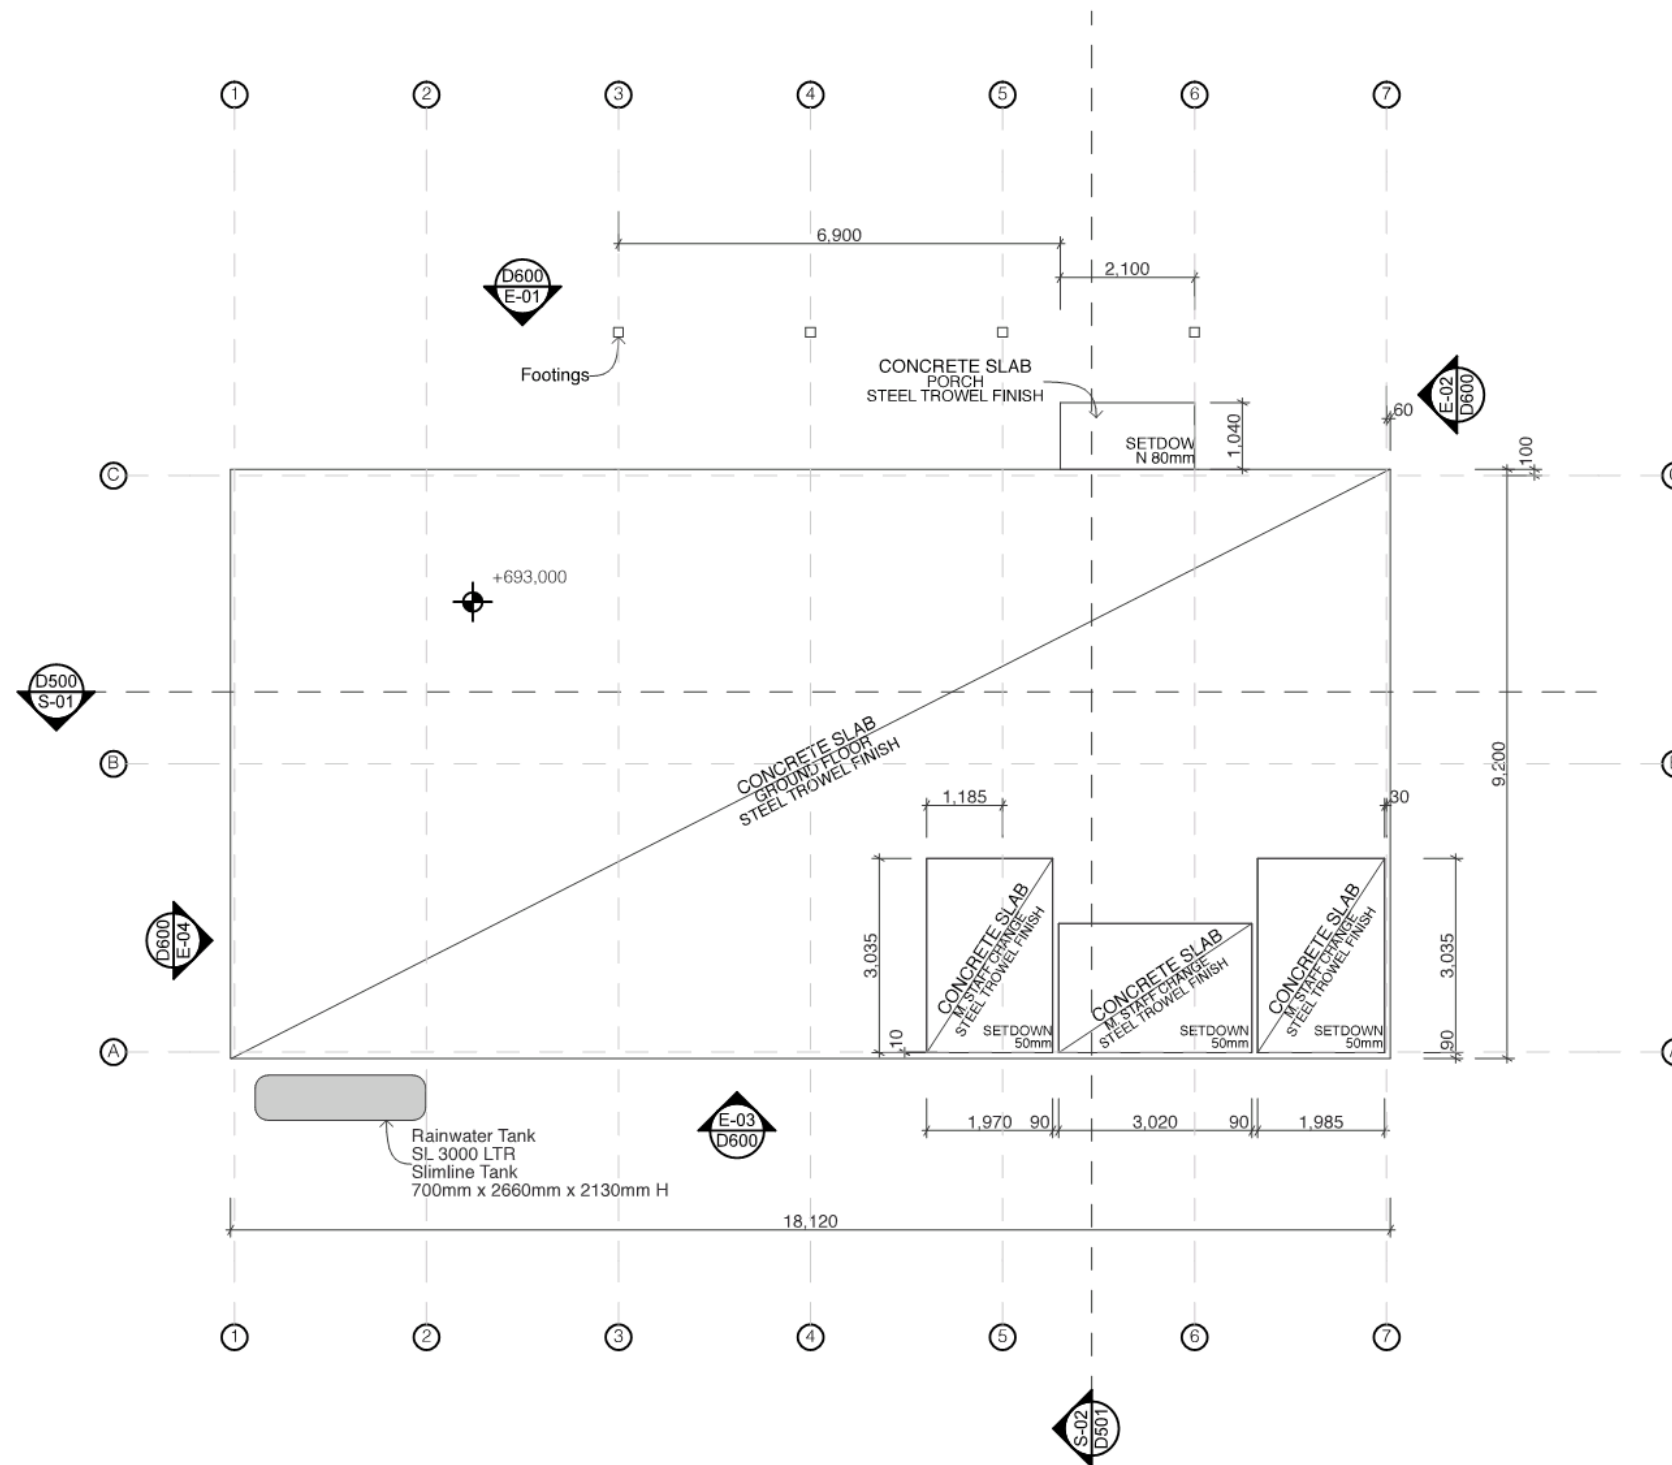 1 2 3 4 5 6 7
6,900
2,100
D600
E-01
Footings
CONCRETE SLAB
PORCH
STEEL TROWEL FINISH
E-02
D600
60
1,040
SETDOW
N 80mm
100
C
+693,000
D500
S-01
CONCRETE SLAB
GROUND FLOOR
STEEL TROWEL FINISH
B
9,200
1,185
30
3,035
CONCRETE SLAB
M. STAFF CHANGE
STEEL TROWEL FINISH
SETDOWN
50mm
CONCRETE SLAB
M. STAFF CHANGE
STEEL TROWEL FINISH
SETDOWN
50mm
CONCRETE SLAB
M. STAFF CHANGE
STEEL TROWEL FINISH
SETDOWN
50mm
3,035
D600
E-04
10
90
A
Rainwater Tank
SL 3000 LTR
Slimline Tank
700mm x 2660mm x 2130mm H
E-03
D600
1,970 90 3,020 90 1,985
18,120
1 2 3 4 5 6 7
S-02
D501